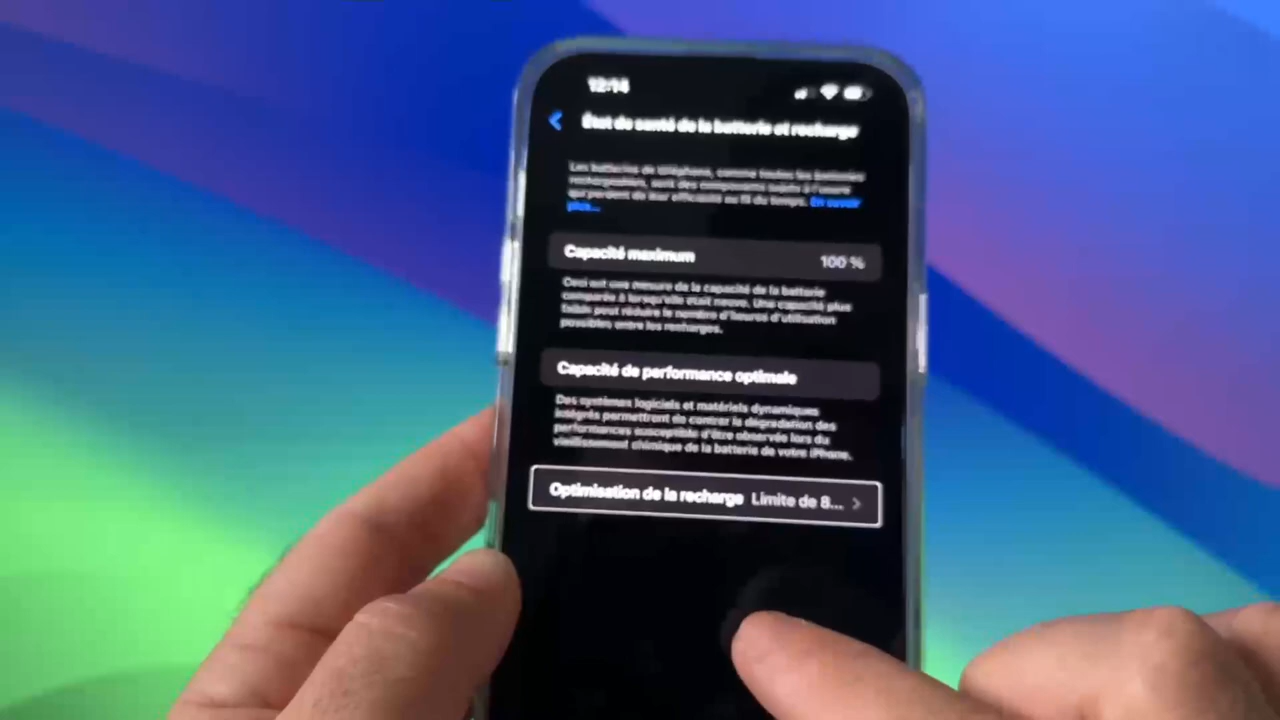 12:14
État de santé de la batterie et recharge
Les batteries de téléphone, comme toutes les batteries
rechargeables, sont des composants sujets à l'usure
qui perdent de leur efficacité au fil du temps. En savoir
plus...
Capacité maximum 100 %
Ceci est une mesure de la capacité de la batterie
comparée à lorsqu'elle était neuve. Une capacité plus
faible peut réduire le nombre d'heures d'utilisation
possibles entre les recharges.
Capacité de performance optimale
Des systèmes logiciels et matériels dynamiques
intégrés permettront de contrer la dégradation des
performances susceptible d'être observée lors du
vieillissement chimique de la batterie de votre iPhone.
Optimisation de la recharge Limite de 8...